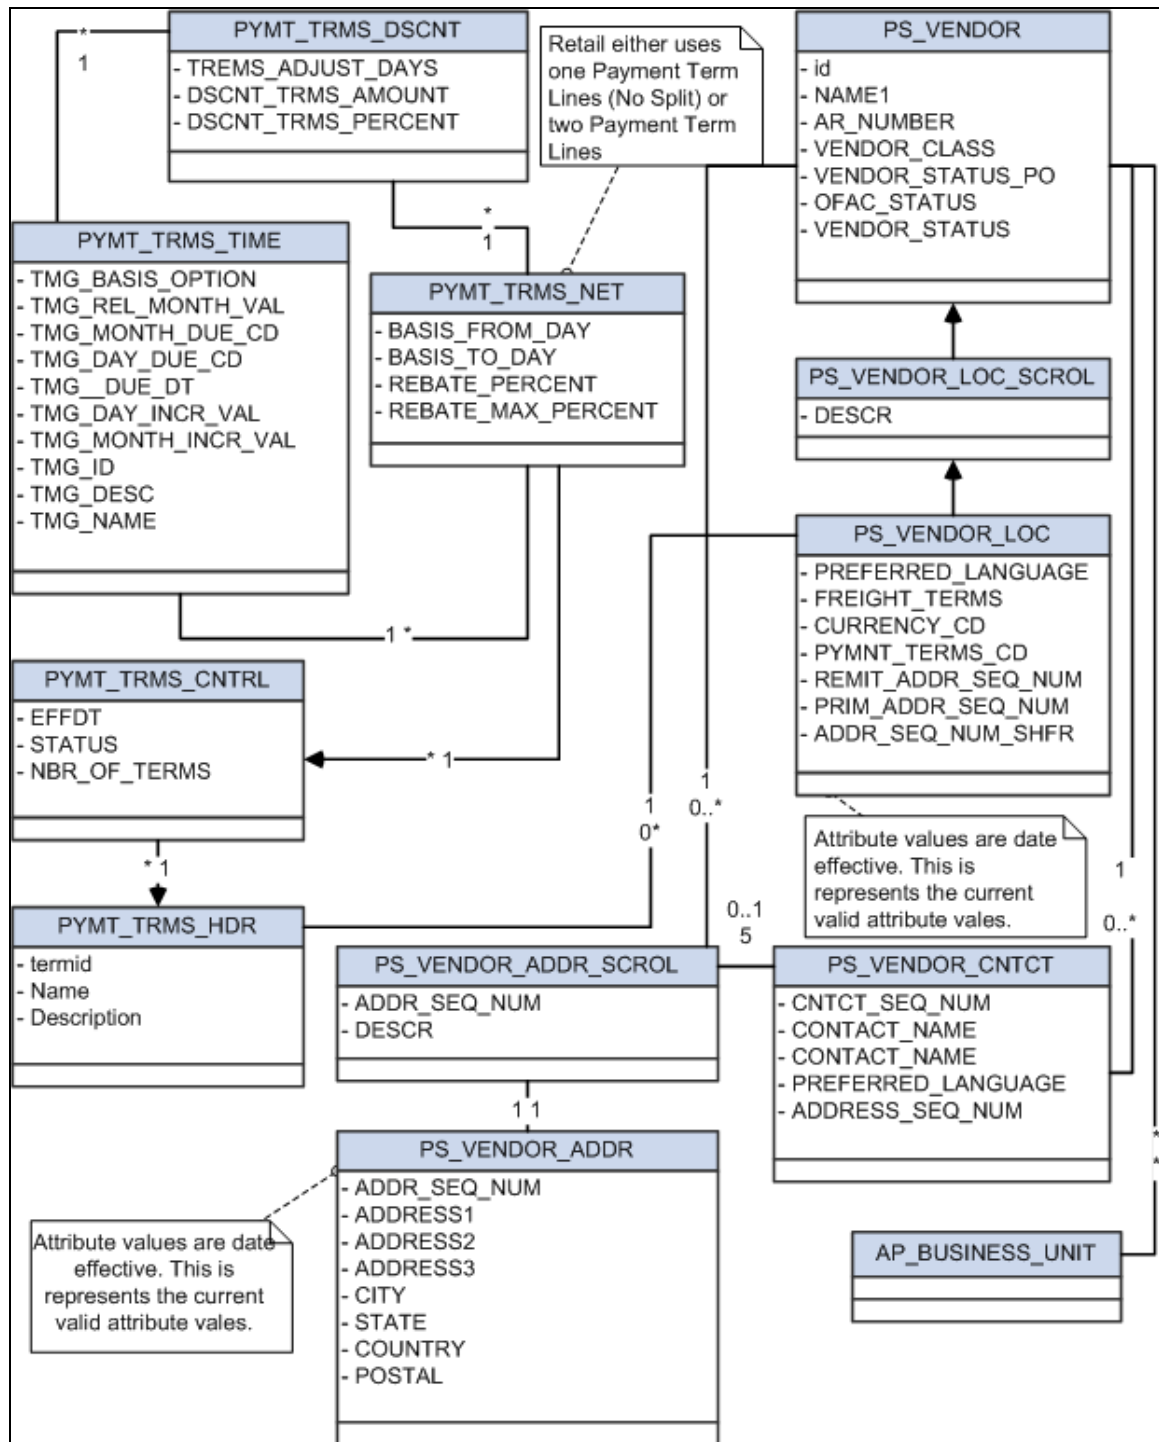 PYMT_TRMS_DSCNT
- TREMS_ADJUST_DAYS
- DSCNT_TRMS_AMOUNT
- DSCNT_TRMS_PERCENT
*
1
Retail either uses
one Payment Term
Lines (No Split) or
two Payment Term
Lines
PS_VENDOR
- id
- NAME1
- AR_NUMBER
- VENDOR_CLASS
- VENDOR_STATUS_PO
- OFAC_STATUS
- VENDOR_STATUS
*
1
PYMT_TRMS_TIME
- TMG_BASIS_OPTION
- TMG_REL_MONTH_VAL
- TMG_MONTH_DUE_CD
- TMG_DAY_DUE_CD
- TMG__DUE_DT
- TMG_DAY_INCR_VAL
- TMG_MONTH_INCR_VAL
- TMG_ID
- TMG_DESC
- TMG_NAME
PYMT_TRMS_NET
- BASIS_FROM_DAY
- BASIS_TO_DAY
- REBATE_PERCENT
- REBATE_MAX_PERCENT
PS_VENDOR_LOC_SCROL
- DESCR
PS_VENDOR_LOC
- PREFERRED_LANGUAGE
- FREIGHT_TERMS
- CURRENCY_CD
- PYMNT_TERMS_CD
- REMIT_ADDR_SEQ_NUM
- PRIM_ADDR_SEQ_NUM
- ADDR_SEQ_NUM_SHFR
1 *
PYMT_TRMS_CNTRL
- EFFDT
- STATUS
- NBR_OF_TERMS
* 1
1
0*
1
0..*
Attribute values are date
effective. This is
represents the current
valid attribute vales.
1
0..*
* 1
PYMT_TRMS_HDR
- termid
- Name
- Description
0..1
5
PS_VENDOR_ADDR_SCROL
- ADDR_SEQ_NUM
- DESCR
PS_VENDOR_CNTCT
- CNTCT_SEQ_NUM
- CONTACT_NAME
- CONTACT_NAME
- PREFERRED_LANGUAGE
- ADDRESS_SEQ_NUM
1 1
*
*
PS_VENDOR_ADDR
- ADDR_SEQ_NUM
- ADDRESS1
- ADDRESS2
- ADDRESS3
- CITY
- STATE
- COUNTRY
- POSTAL
Attribute values are date
effective. This is
represents the current
valid attribute vales.
AP_BUSINESS_UNIT